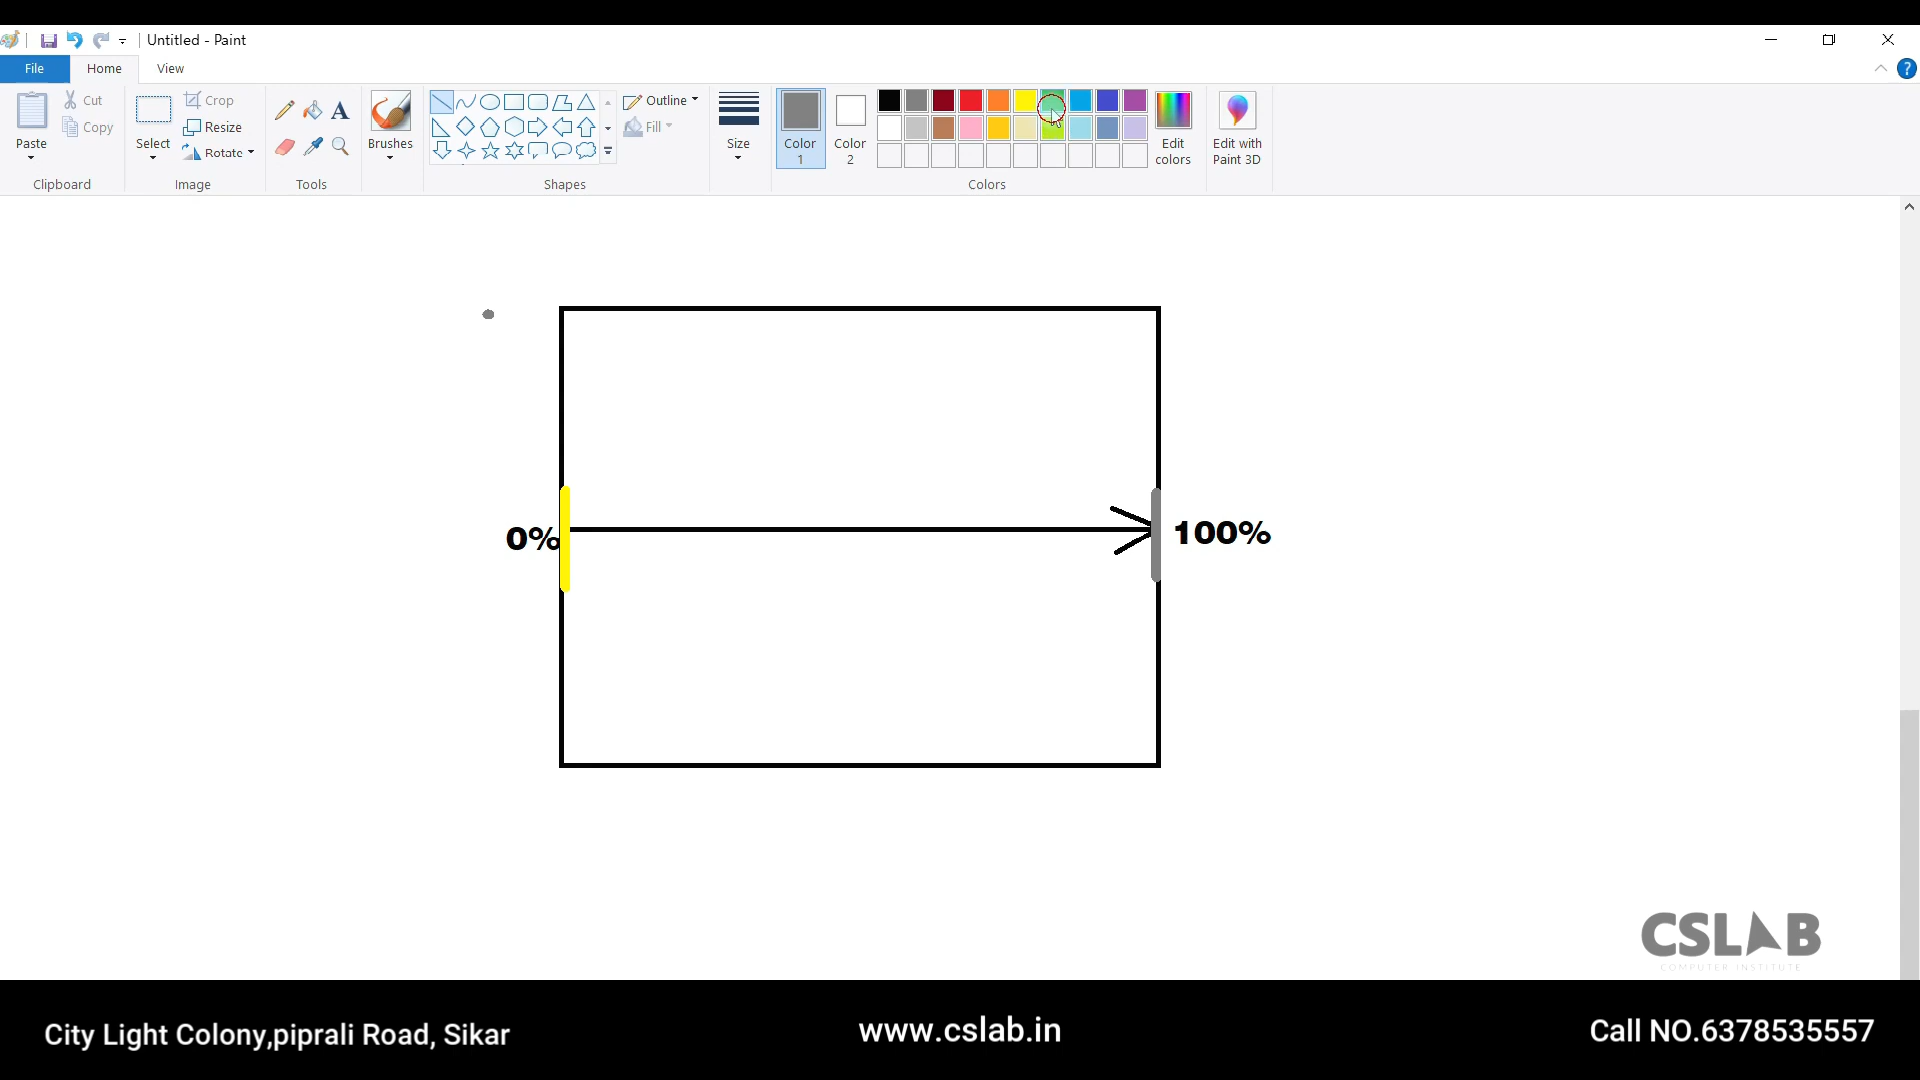 Untitled - Paint
File Home View
Cut Crop Outline
Copy Resize Fill
Paste Select Rotate Brushes Size Color 1 Color 2 Edit colors Edit with Paint 3D
Clipboard Image Tools Shapes Colors
0% 100%
CSLAB
COMPUTER INSTITUTE
City Light Colony,piprali Road, Sikar www.cslab.in Call NO.6378535557